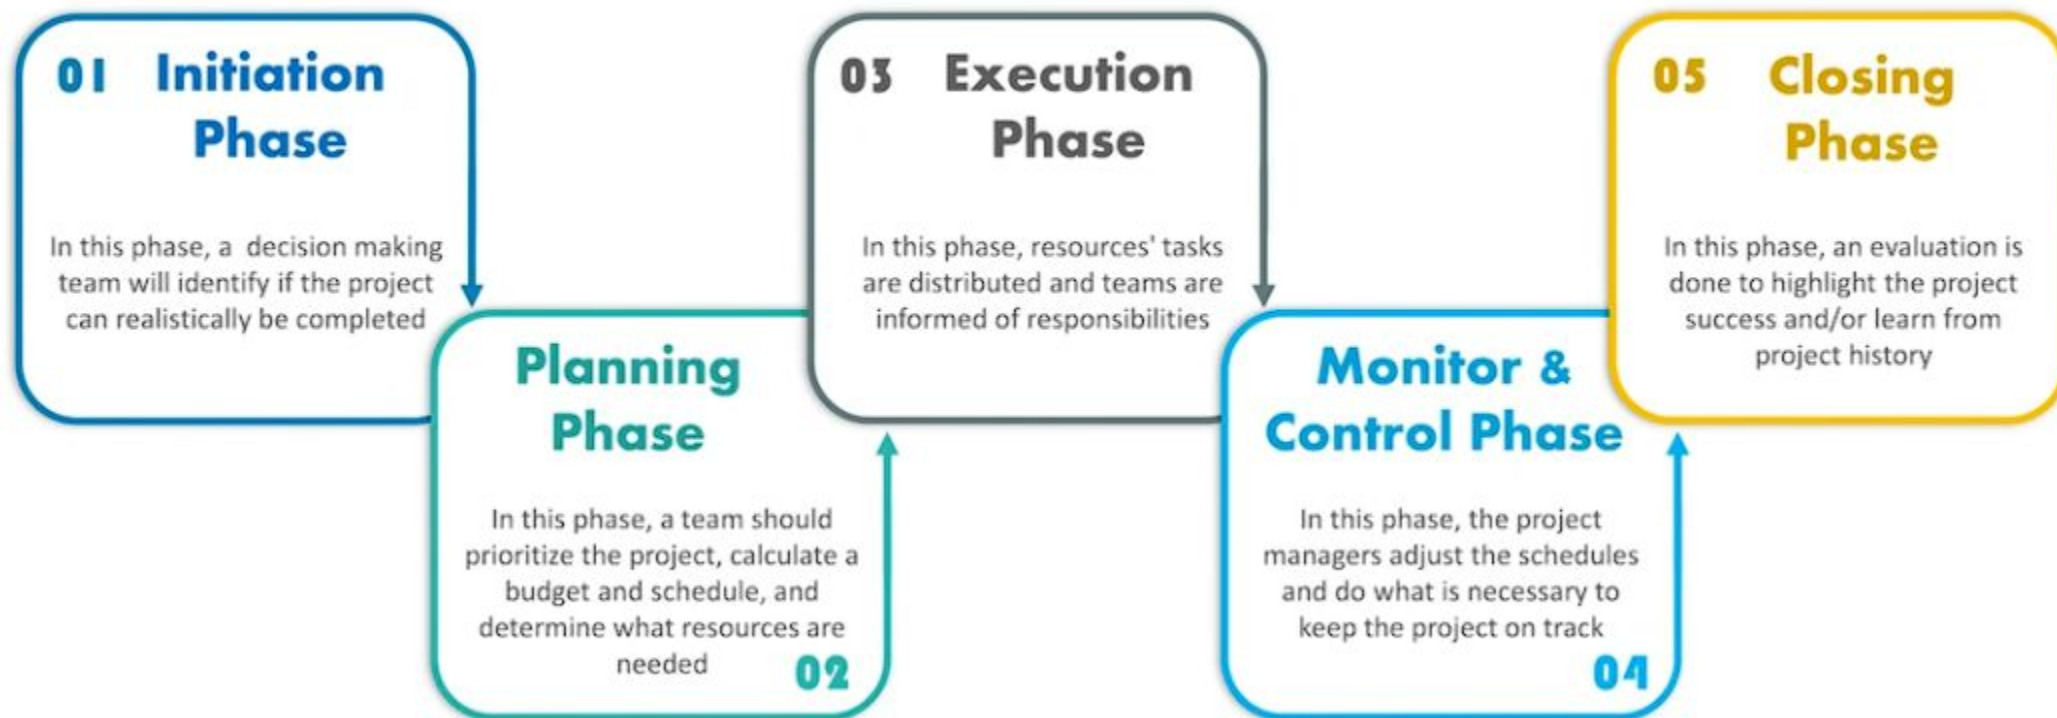 01 Initiation
Phase
In this phase, a decision making
team will identify if the project
can realistically be completed
Planning
Phase
In this phase, a team should
prioritize the project, calculate a
budget and schedule, and
determine what resources are
needed
02
03 Execution
Phase
In this phase, resources' tasks
are distributed and teams are
informed of responsibilities
Monitor &
Control Phase
In this phase, the project
managers adjust the schedules
and do what is necessary to
keep the project on track
04
05 Closing
Phase
In this phase, an evaluation is
done to highlight the project
success and/or learn from
project history